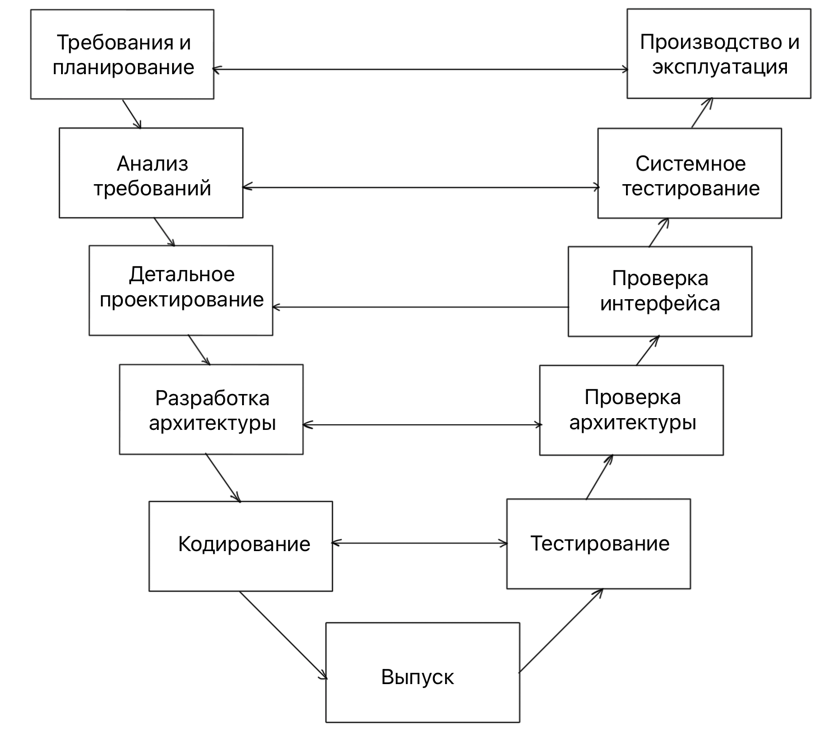 Требования и
планирование
Производство и
эксплуатация
Анализ
требований
Системное
тестирование
Детальное
проектирование
Проверка
интерфейса
Разработка
архитектуры
Проверка
архитектуры
Кодирование
Тестирование
Выпуск